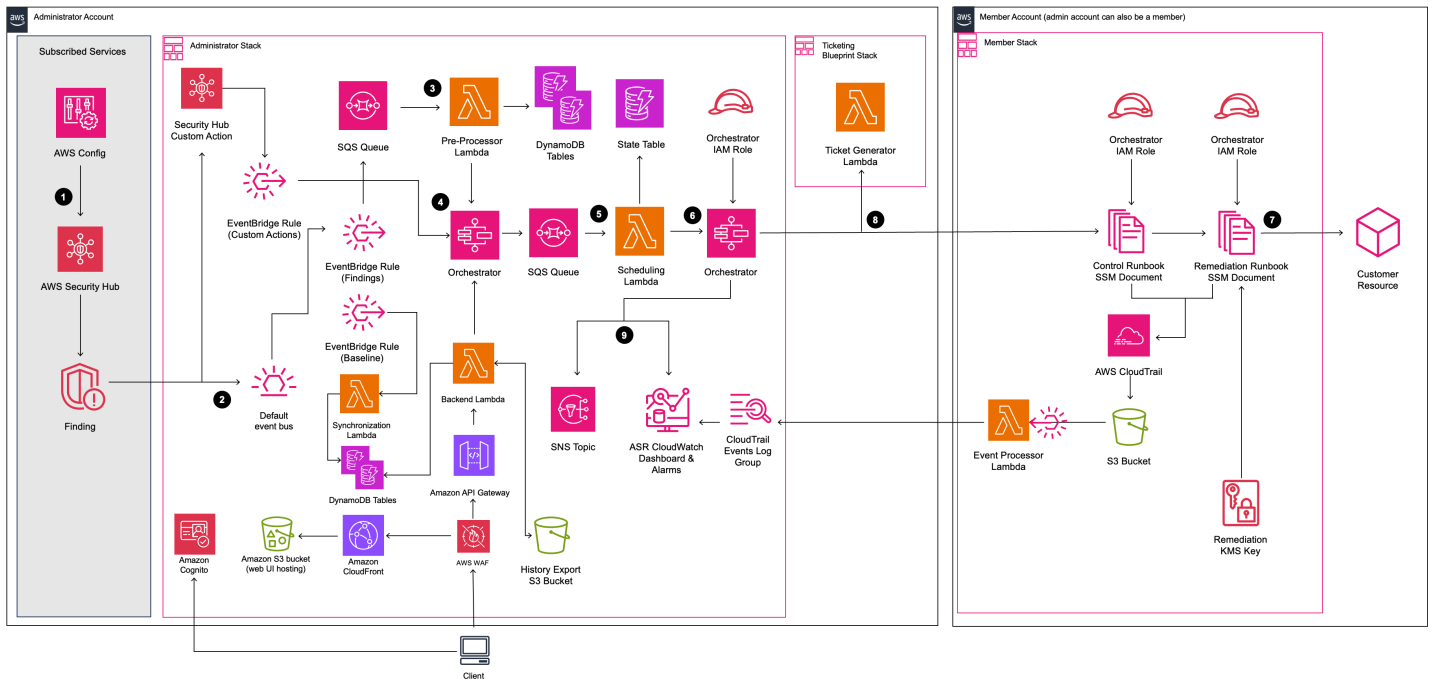 aws
Administrator Account
aws
Member Account (admin account can also be a member)
Subscribed Services
Administrator Stack
Ticketing
Blueprint Stack
Member Stack
AWS Config
1
AWS Security Hub
Finding
2
Security Hub
Custom Action
EventBridge Rule
(Custom Actions)
Default
event bus
SQS Queue
3
Pre-Processor
Lambda
DynamoDB
Tables
State Table
Orchestrator
IAM Role
Ticket Generator
Lambda
EventBridge Rule
(Findings)
4
Orchestrator
SQS Queue
5
Scheduling
Lambda
6
Orchestrator
8
EventBridge Rule
(Baseline)
Synchronization
Lambda
DynamoDB Tables
Backend Lambda
Amazon API Gateway
9
SNS Topic
ASR CloudWatch
Dashboard &
Alarms
CloudTrail
Events Log
Group
Amazon
Cognito
Amazon S3 bucket
(web UI hosting)
Amazon
CloudFront
AWS WAF
History Export
S3 Bucket
Client
Orchestrator
IAM Role
Orchestrator
IAM Role
Control Runbook
SSM Document
Remediation Runbook
SSM Document
7
Customer
Resource
AWS CloudTrail
Event Processor
Lambda
S3 Bucket
Remediation
KMS Key